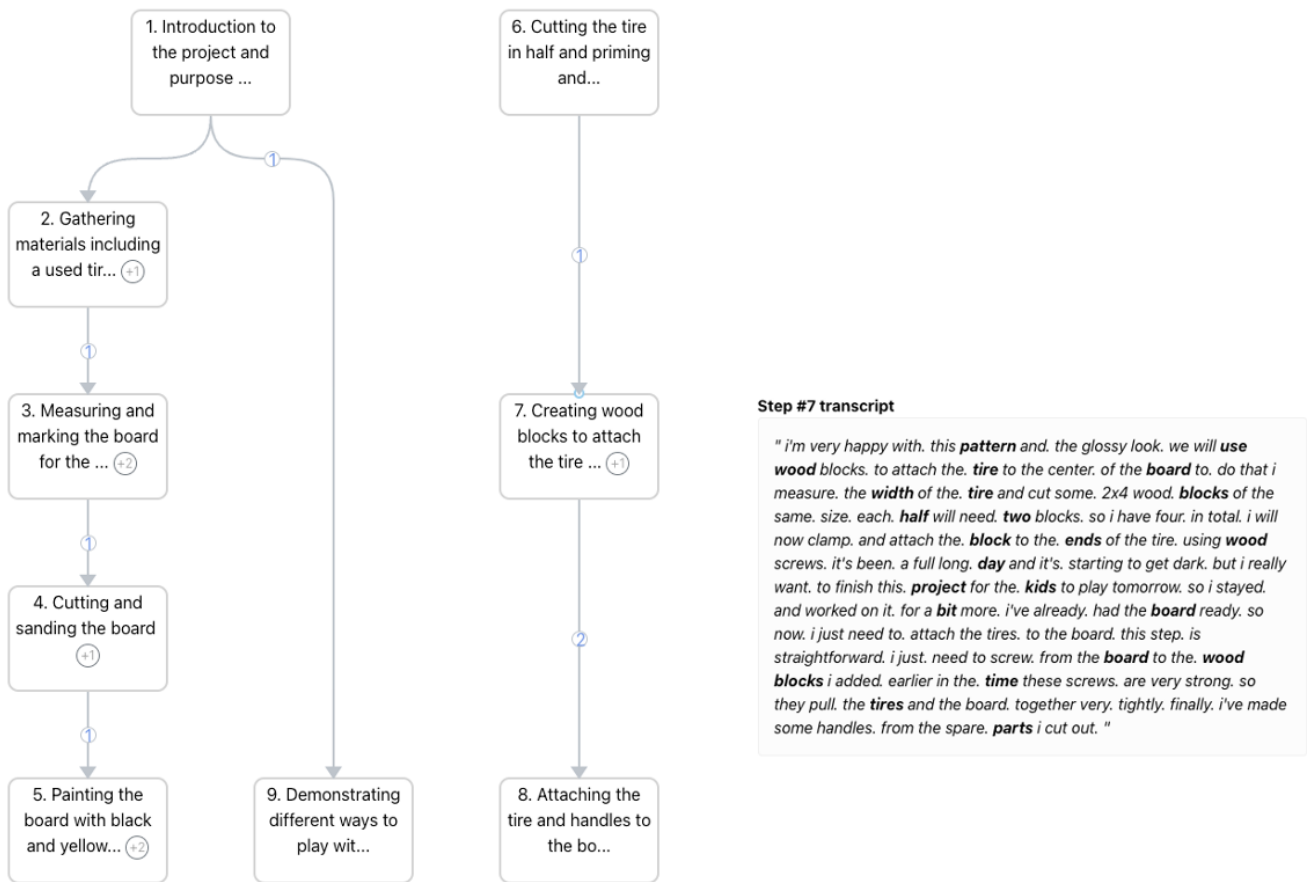 1. Introduction to
the project and
purpose ...
6. Cutting the tire
in half and priming
and...
1
2. Gathering
materials including
a used tir... +1
1
1
3. Measuring and
marking the board
for the ... +2
7. Creating wood
blocks to attach
the tire ... +1
Step #7 transcript
" i'm very happy with. this pattern and. the glossy look. we will use
wood blocks. to attach the. tire to the center. of the board to. do that i
measure. the width of the. tire and cut some. 2x4 wood. blocks of the
same. size. each. half will need. two blocks. so i have four. in total. i will
now clamp. and attach the. block to the. ends of the tire. using wood
screws. it's been. a full long. day and it's. starting to get dark. but i really
want. to finish this. project for the. kids to play tomorrow. so i stayed.
and worked on it. for a bit more. i've already. had the board ready. so
now. i just need to. attach the tires. to the board. this step. is
straightforward. i just. need to screw. from the board to the. wood
blocks i added. earlier in the. time these screws. are very strong. so
they pull. the tires and the board. together very. tightly. finally. i've made
some handles. from the spare. parts i cut out. "
1
4. Cutting and
sanding the board
+1
2
1
5. Painting the
board with black
and yellow... +2
9. Demonstrating
different ways to
play wit...
8. Attaching the
tire and handles to
the bo...